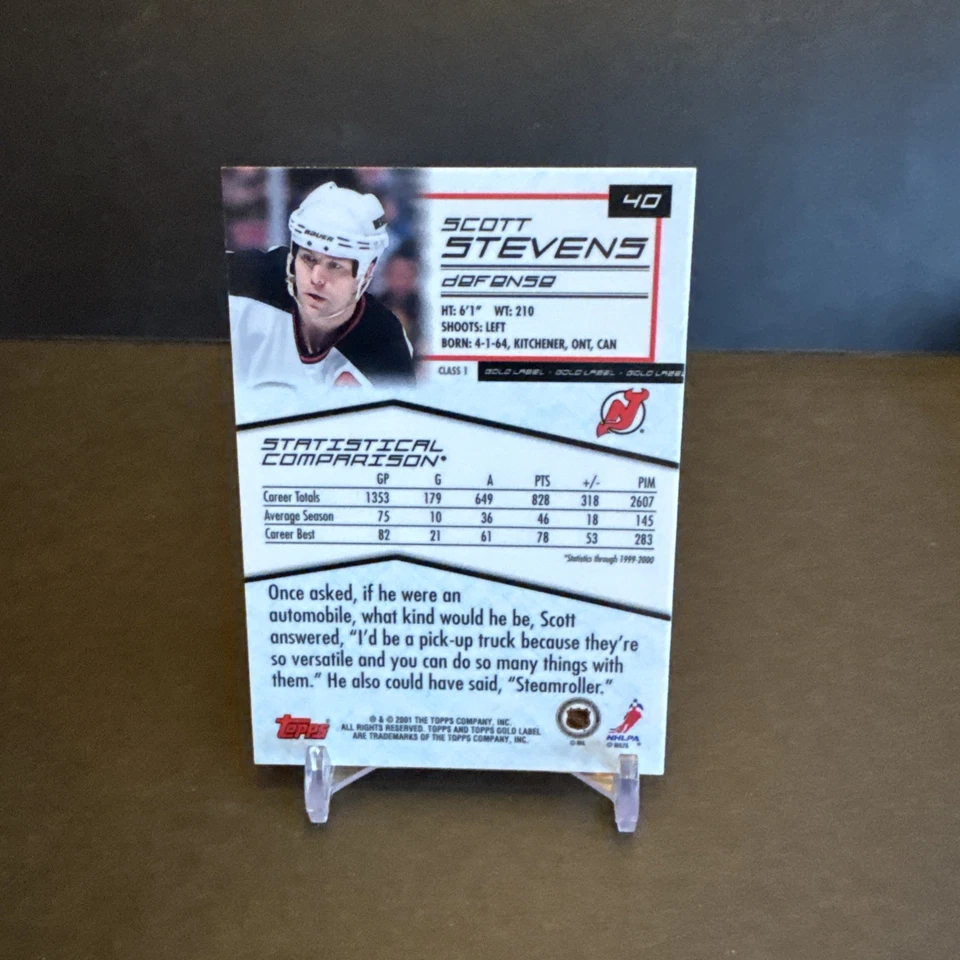 40
SCOTT
STEVENS
DEFENSE
HT: 6'1" WT: 210
SHOOTS: LEFT
BORN: 4-1-64, KITCHENER, ONT, CAN
BAUER
CLASS 1 GOLD LABEL · GOLD LABEL · GOLD LABEL
NJ
STATISTICAL
COMPARISON*
GP G A PTS +/- PIM
Career Totals 1353 179 649 828 318 2607
Average Season 75 10 36 46 18 145
Career Best 82 21 61 78 53 283
*Statistics through 1999-2000
Once asked, if he were an
automobile, what kind would he be, Scott
answered, "I'd be a pick-up truck because they're
so versatile and you can do so many things with
them." He also could have said, "Steamroller."
Topps
® & © 2001 THE TOPPS COMPANY, INC.
ALL RIGHTS RESERVED. TOPPS AND TOPPS GOLD LABEL
ARE TRADEMARKS OF THE TOPPS COMPANY, INC.
NHLPA